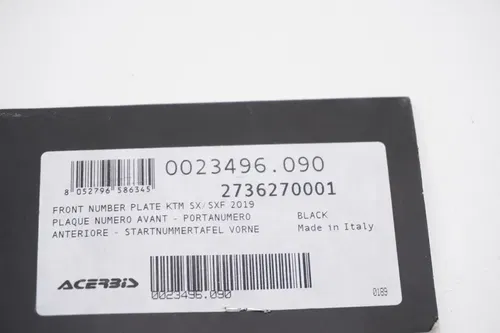 0023496.090
8 052796 586345
2736270001
FRONT NUMBER PLATE KTM SX/SXF 2019
PLAQUE NUMERO AVANT - PORTANUMERO
ANTERIORE - STARTNUMMERTAFEL VORNE
BLACK
Made in Italy
ACERBIS
0023496.090
0189